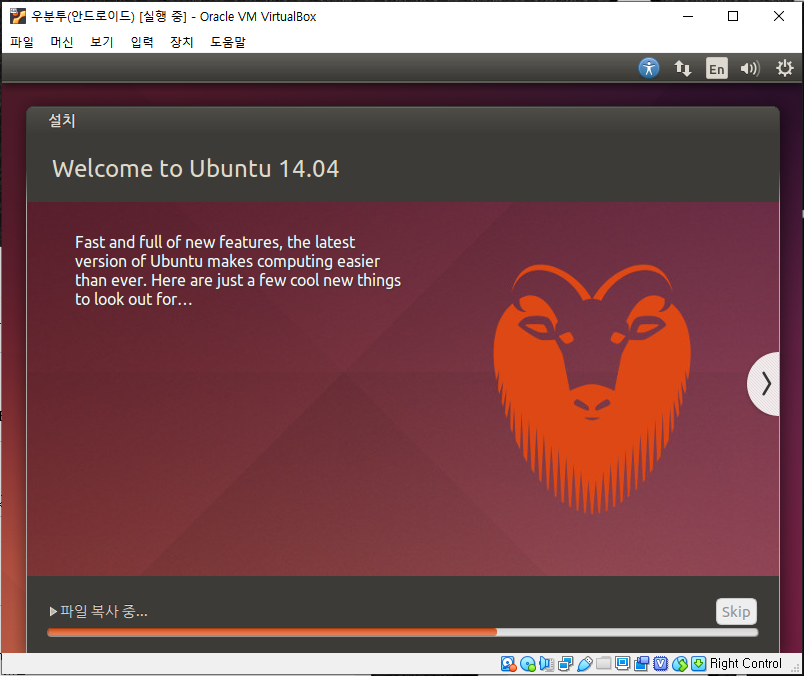 우분투(안드로이드) [실행 중] - Oracle VM VirtualBox
파일 머신 보기 입력 장치 도움말
En
설치
Welcome to Ubuntu 14.04
Fast and full of new features, the latest
version of Ubuntu makes computing easier
than ever. Here are just a few cool new things
to look out for...
파일 복사 중...
Skip
Right Control